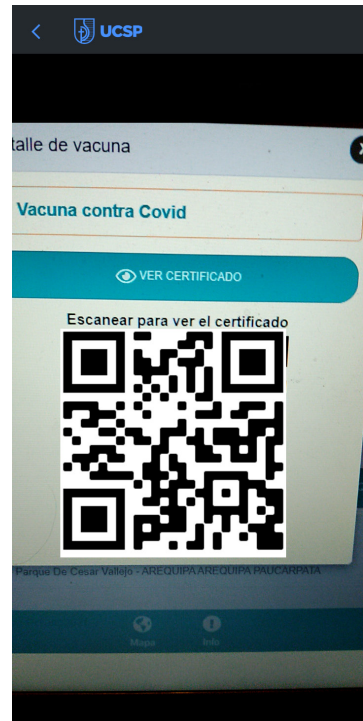 UCSP
talle de vacuna
Vacuna contra Covid
VER CERTIFICADO
Escanear para ver el certificado
Parque De Cesar Vallejo - AREQUIPA AREQUIPA PAUCARPATA
Mapa
Info